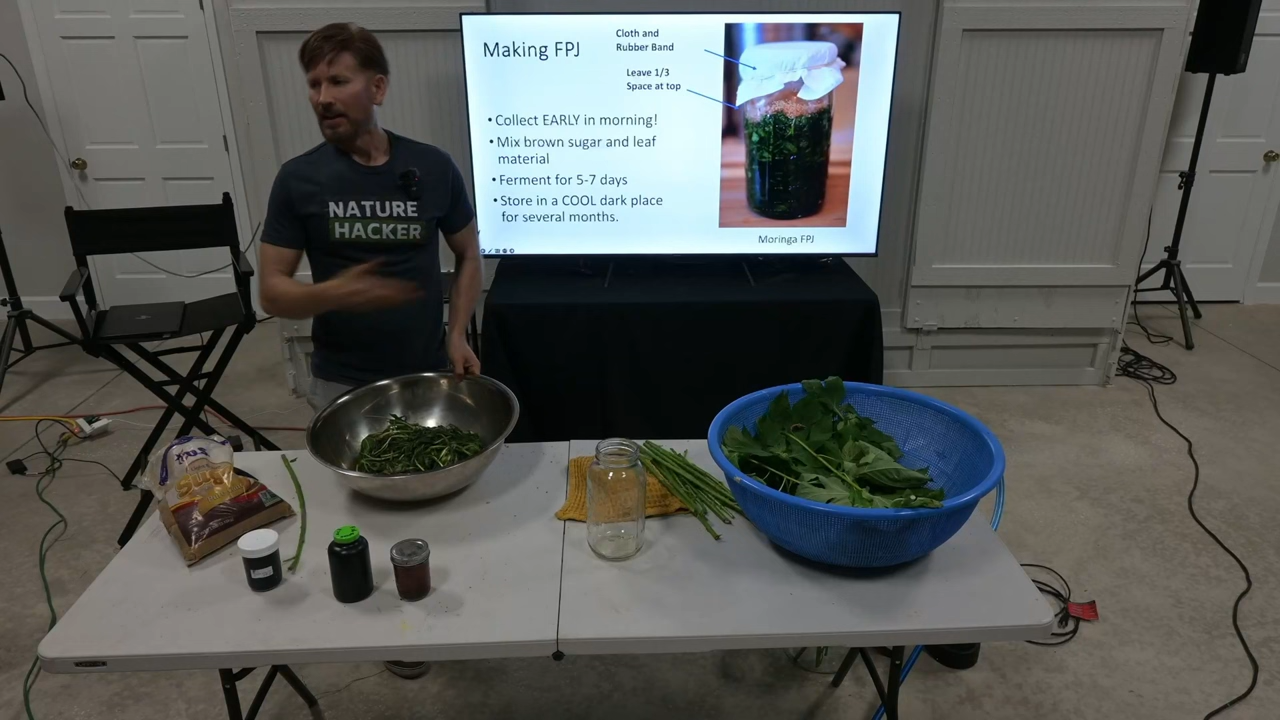 Making FPJ
Cloth and
Rubber Band
Leave 1/3
Space at top
• Collect EARLY in morning!
• Mix brown sugar and leaf
material
• Ferment for 5-7 days
• Store in a COOL dark place
for several months.
Moringa FPJ
NATURE
HACKER